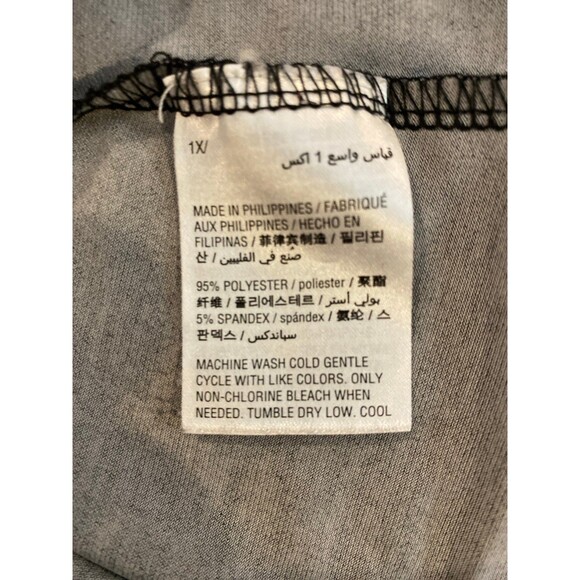 1X/
قياس واسع 1 اكس
MADE IN PHILIPPINES / FABRIQUÉ
AUX PHILIPPINES / HECHO EN
FILIPINAS / 菲律宾制造 / 필리핀
산 / صنع في الفليبين
95% POLYESTER / poliester / 聚酯
纤维 / 폴리에스테르 / بولي أستر
5% SPANDEX / spándex / 氨纶 / 스
판덱스 / سباندكس
MACHINE WASH COLD GENTLE
CYCLE WITH LIKE COLORS. ONLY
NON-CHLORINE BLEACH WHEN
NEEDED. TUMBLE DRY LOW. COOL